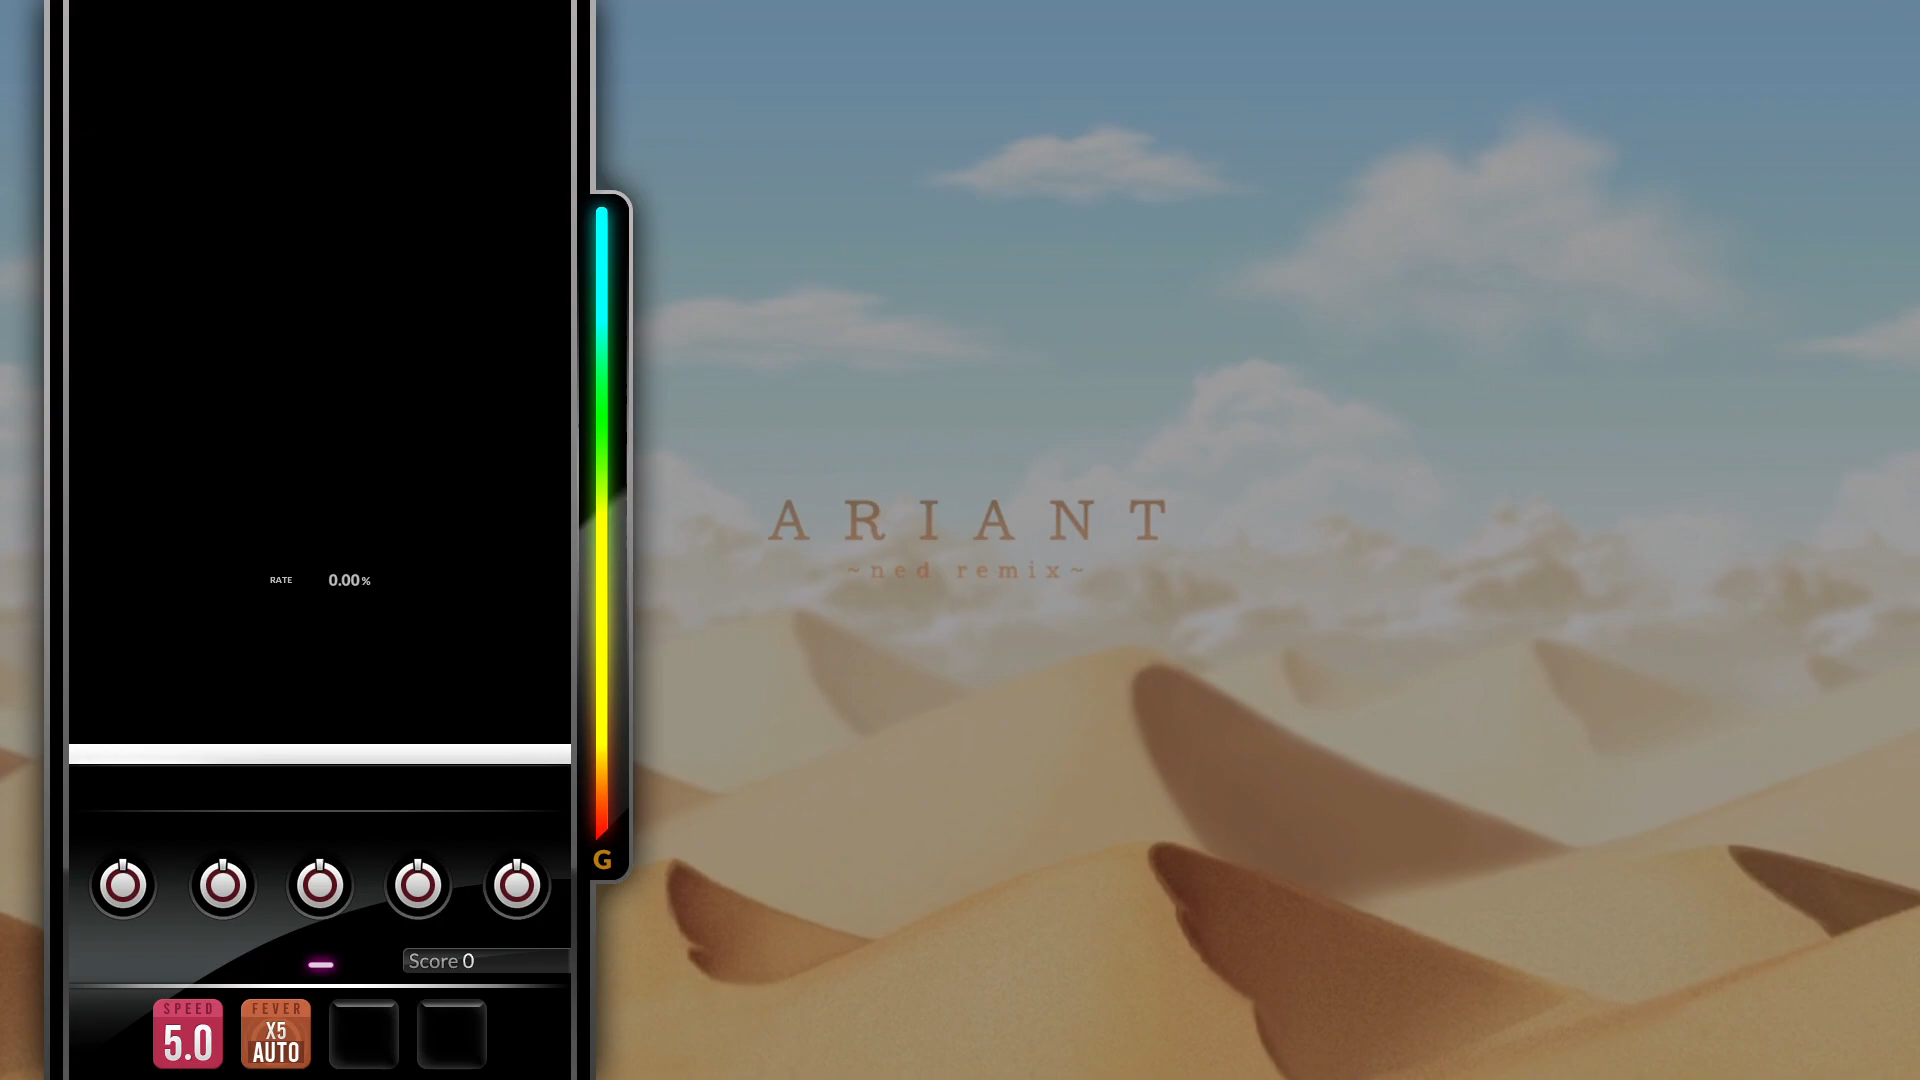 ARIANT
~ned remix~
RATE 0.00%
G
Score 0
SPEED
5.0
FEVER
X5
AUTO